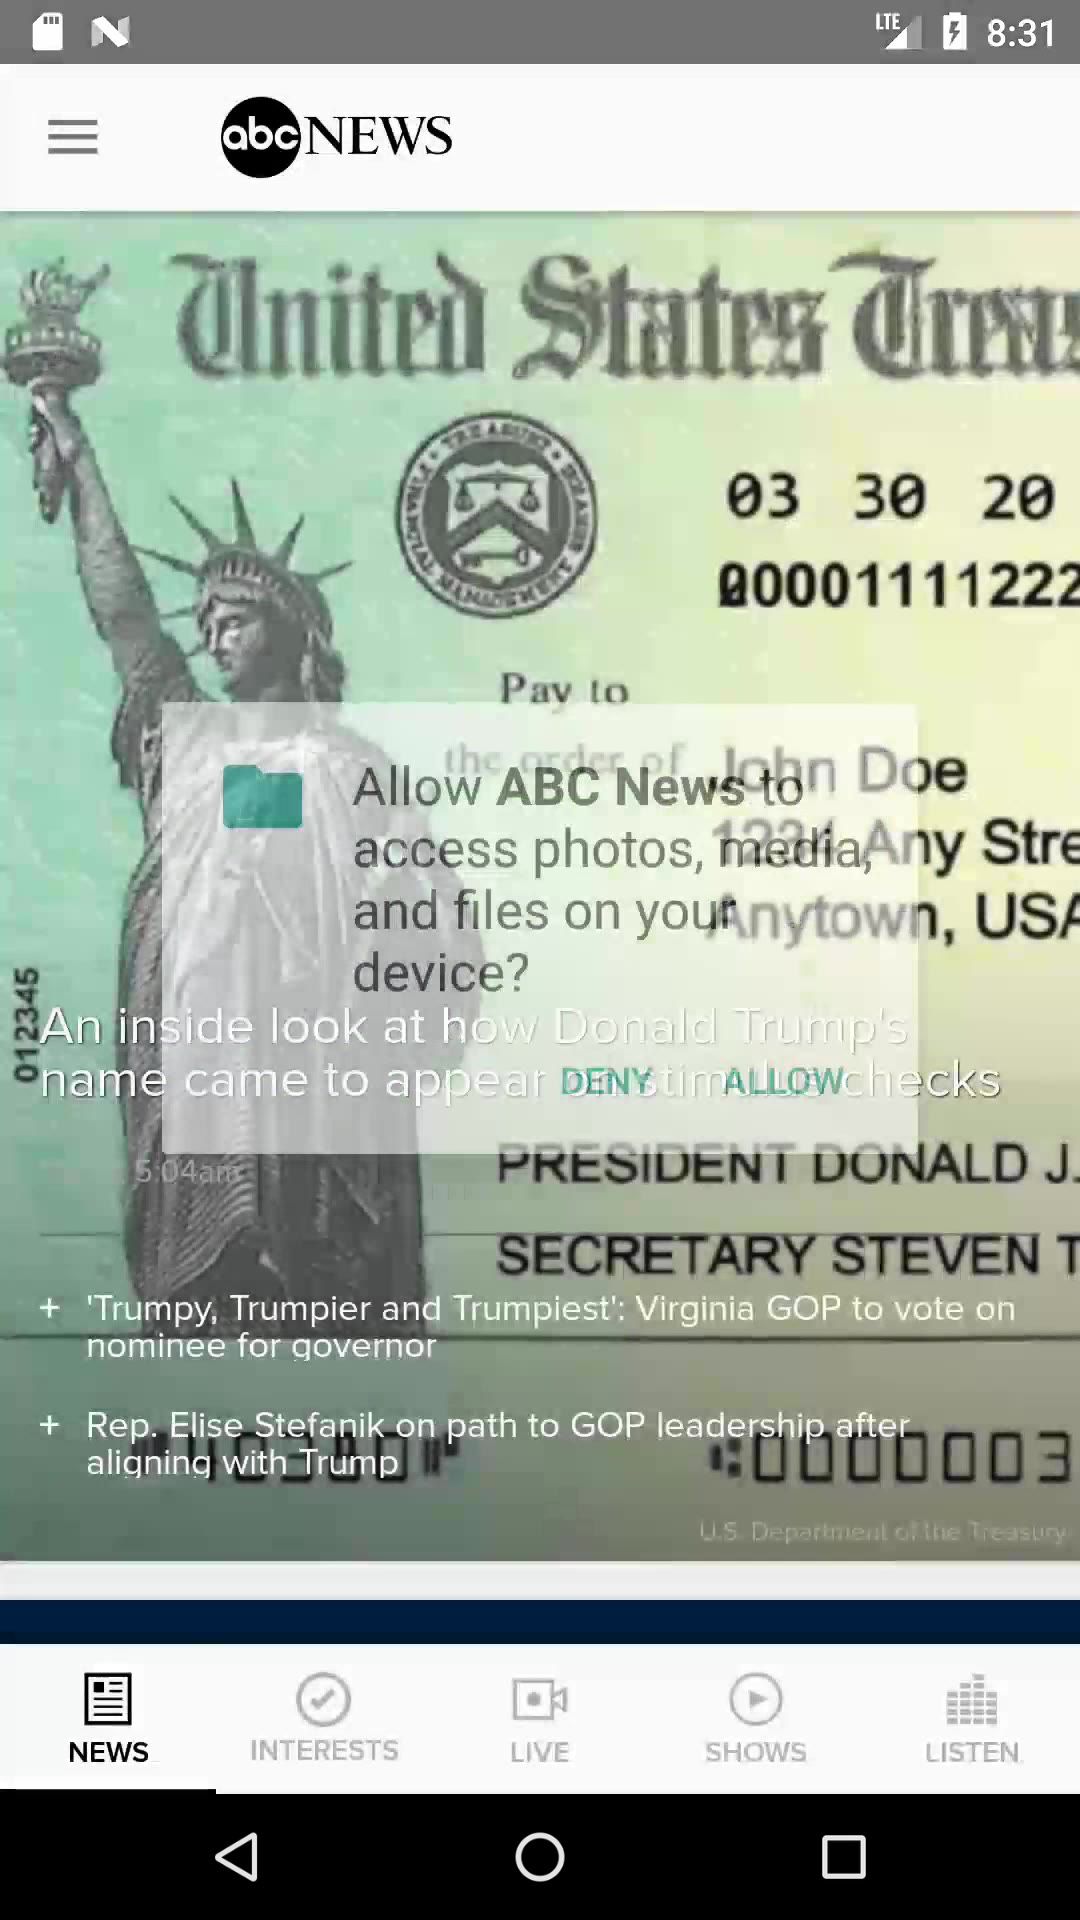 LTE 8:31
abc NEWS
United States Treas
03 30 20
Pay to
the order of John Doe
Allow ABC News to
access photos, media, Any Stre
and files on your Anytown, USA
device?
012345
An inside look at how Donald Trump's
name came to appear on stimulus checks
DENY ALLOW
5:04am
PRESIDENT DONALD J.
SECRETARY STEVEN T
+ 'Trumpy, Trumpier and Trumpiest': Virginia GOP to vote on
nominee for governor
+ Rep. Elise Stefanik on path to GOP leadership after
aligning with Trump
U.S. Department of the Treasury
NEWS INTERESTS LIVE SHOWS LISTEN